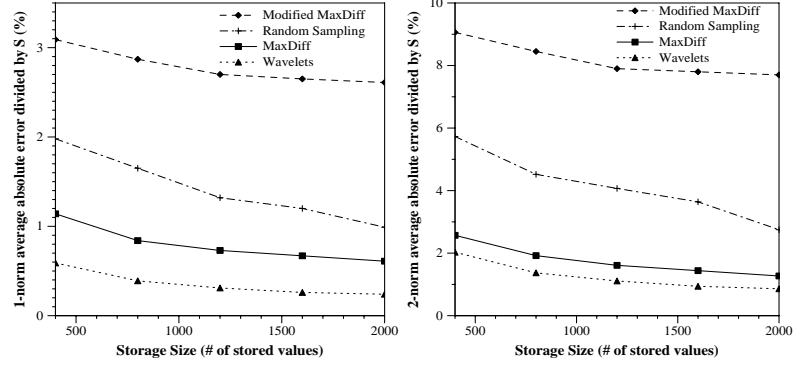 1-norm average absolute error divided by S (%)
3
2
1
0
Modified MaxDiff
Random Sampling
MaxDiff
Wavelets
500
1000
1500
2000
Storage Size (# of stored values)
2-norm average absolute error divided by S (%)
10
8
6
4
2
0
Modified MaxDiff
Random Sampling
MaxDiff
Wavelets
500
1000
1500
2000
Storage Size (# of stored values)